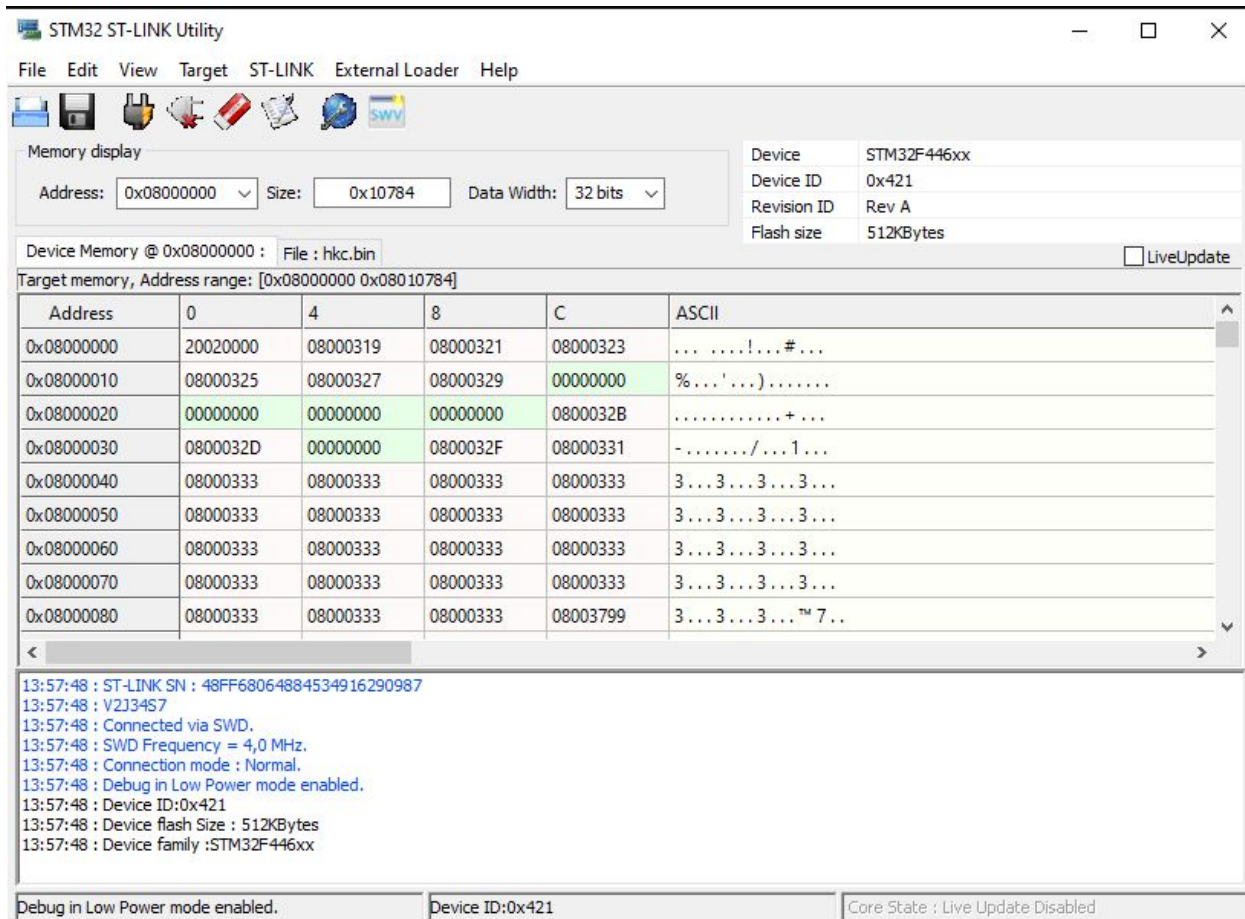 STM32 ST-LINK Utility
File Edit View Target ST-LINK External Loader Help
SWV
Memory display
Address: 0x08000000 Size: 0x10784 Data Width: 32 bits
Device STM32F446xx
Device ID 0x421
Revision ID Rev A
Flash size 512KBytes
Device Memory @ 0x08000000 : File : hkc.bin
LiveUpdate
Target memory, Address range: [0x08000000 0x08010784]
Address 0 4 8 C ASCII
0x08000000 20020000 08000319 08000321 08000323 ... ....!...#...
0x08000010 08000325 08000327 08000329 00000000 %...'...).......
0x08000020 00000000 00000000 00000000 0800032B ............+...
0x08000030 0800032D 00000000 0800032F 08000331 -......./...1...
0x08000040 08000333 08000333 08000333 08000333 3...3...3...3...
0x08000050 08000333 08000333 08000333 08000333 3...3...3...3...
0x08000060 08000333 08000333 08000333 08000333 3...3...3...3...
0x08000070 08000333 08000333 08000333 08000333 3...3...3...3...
0x08000080 08000333 08000333 08000333 08003799 3...3...3...™7..
13:57:48 : ST-LINK SN : 48FF68064884534916290987
13:57:48 : V2J34S7
13:57:48 : Connected via SWD.
13:57:48 : SWD Frequency = 4,0 MHz.
13:57:48 : Connection mode : Normal.
13:57:48 : Debug in Low Power mode enabled.
13:57:48 : Device ID:0x421
13:57:48 : Device flash Size : 512KBytes
13:57:48 : Device family :STM32F446xx
Debug in Low Power mode enabled. Device ID:0x421 Core State : Live Update Disabled